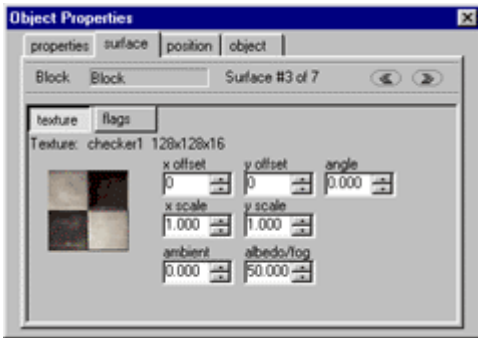 Object Properties
properties surface position object
Block Block Surface #3 of 7
texture flags
Texture: checker1 128x128x16
x offset y offset angle
0 0 0.000
x scale y scale
1.000 1.000
ambient albedo/fog
0.000 50.000